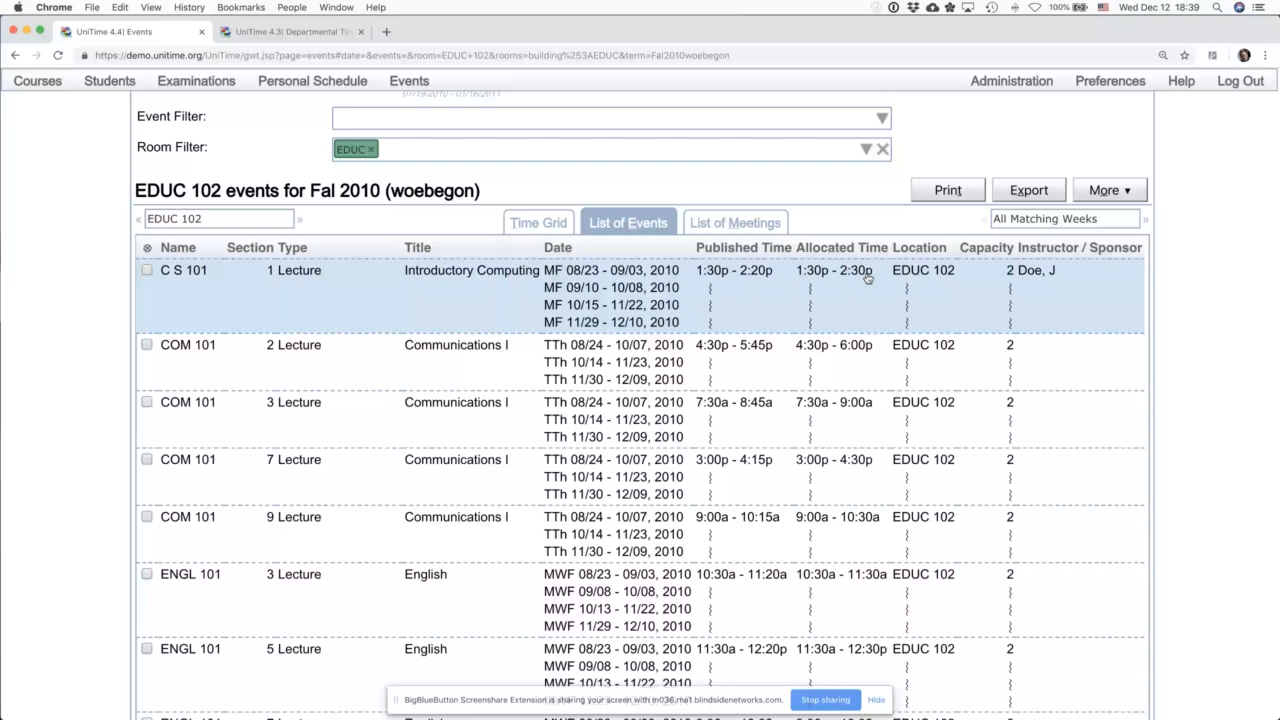 Chrome File Edit View History Bookmarks People Window Help 100% Wed Dec 12 18:39
UniTime 4.4| Events × UniTime 4.3| Departmental Ti × +
https://demo.unitime.org/UniTime/gwt.jsp?page=events#date=&events=&room=EDUC+102&rooms=building%253AEDUC&term=Fal2010woebegon
Courses Students Examinations Personal Schedule Events Administration Preferences Help Log Out
07/19/2010 - 01/16/2011
Event Filter:
Room Filter: EDUC ×
EDUC 102 events for Fal 2010 (woebegon) Print Export More ▾
« EDUC 102 » Time Grid List of Events List of Meetings « All Matching Weeks »
Name Section Type Title Date Published Time Allocated Time Location Capacity Instructor / Sponsor
C S 101 1 Lecture Introductory Computing MF 08/23 - 09/03, 2010 1:30p - 2:20p 1:30p - 2:30p EDUC 102 2 Doe, J
MF 09/10 - 10/08, 2010
MF 10/15 - 11/22, 2010
MF 11/29 - 12/10, 2010
COM 101 2 Lecture Communications I TTh 08/24 - 10/07, 2010 4:30p - 5:45p 4:30p - 6:00p EDUC 102 2
TTh 10/14 - 11/23, 2010
TTh 11/30 - 12/09, 2010
COM 101 3 Lecture Communications I TTh 08/24 - 10/07, 2010 7:30a - 8:45a 7:30a - 9:00a EDUC 102 2
TTh 10/14 - 11/23, 2010
TTh 11/30 - 12/09, 2010
COM 101 7 Lecture Communications I TTh 08/24 - 10/07, 2010 3:00p - 4:15p 3:00p - 4:30p EDUC 102 2
TTh 10/14 - 11/23, 2010
TTh 11/30 - 12/09, 2010
COM 101 9 Lecture Communications I TTh 08/24 - 10/07, 2010 9:00a - 10:15a 9:00a - 10:30a EDUC 102 2
TTh 10/14 - 11/23, 2010
TTh 11/30 - 12/09, 2010
ENGL 101 3 Lecture English MWF 08/23 - 09/03, 2010 10:30a - 11:20a 10:30a - 11:30a EDUC 102 2
MWF 09/08 - 10/08, 2010
MWF 10/13 - 11/22, 2010
MWF 11/29 - 12/10, 2010
ENGL 101 5 Lecture English MWF 08/23 - 09/03, 2010 11:30a - 12:20p 11:30a - 12:30p EDUC 102 2
MWF 09/08 - 10/08, 2010
MWF 10/13 - 11/22, 2010
BigBlueButton Screenshare Extension is sharing your screen with blindsidenetworks.com. Stop sharing Hide